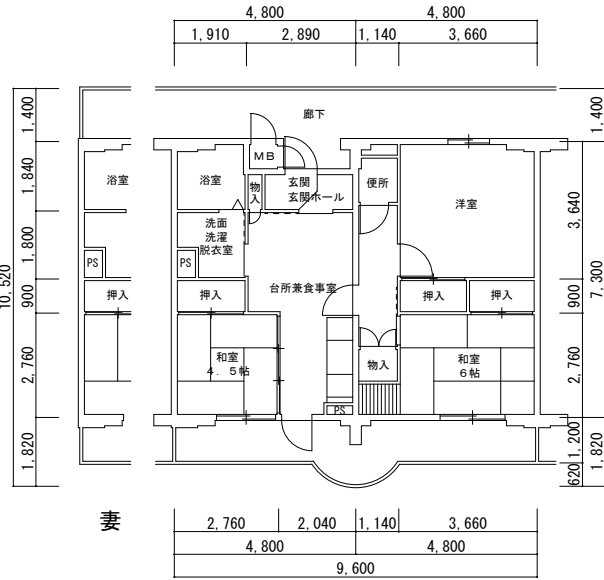 4,800
4,800
1,910
2,890
1,140
3,660
1,400
1,840
1,800
900
2,760
1,820
10,520
1,400
3,640
900
2,760
1,200
620
7,300
1,820
廊下
MB
浴室
浴室
物入
玄関
玄関ホール
便所
洋室
洗面
洗濯
脱衣室
PS
PS
台所兼食事室
押入
押入
押入
押入
和室
4.5帖
物入
和室
6帖
PS
妻
2,760
2,040
1,140
3,660
4,800
4,800
9,600